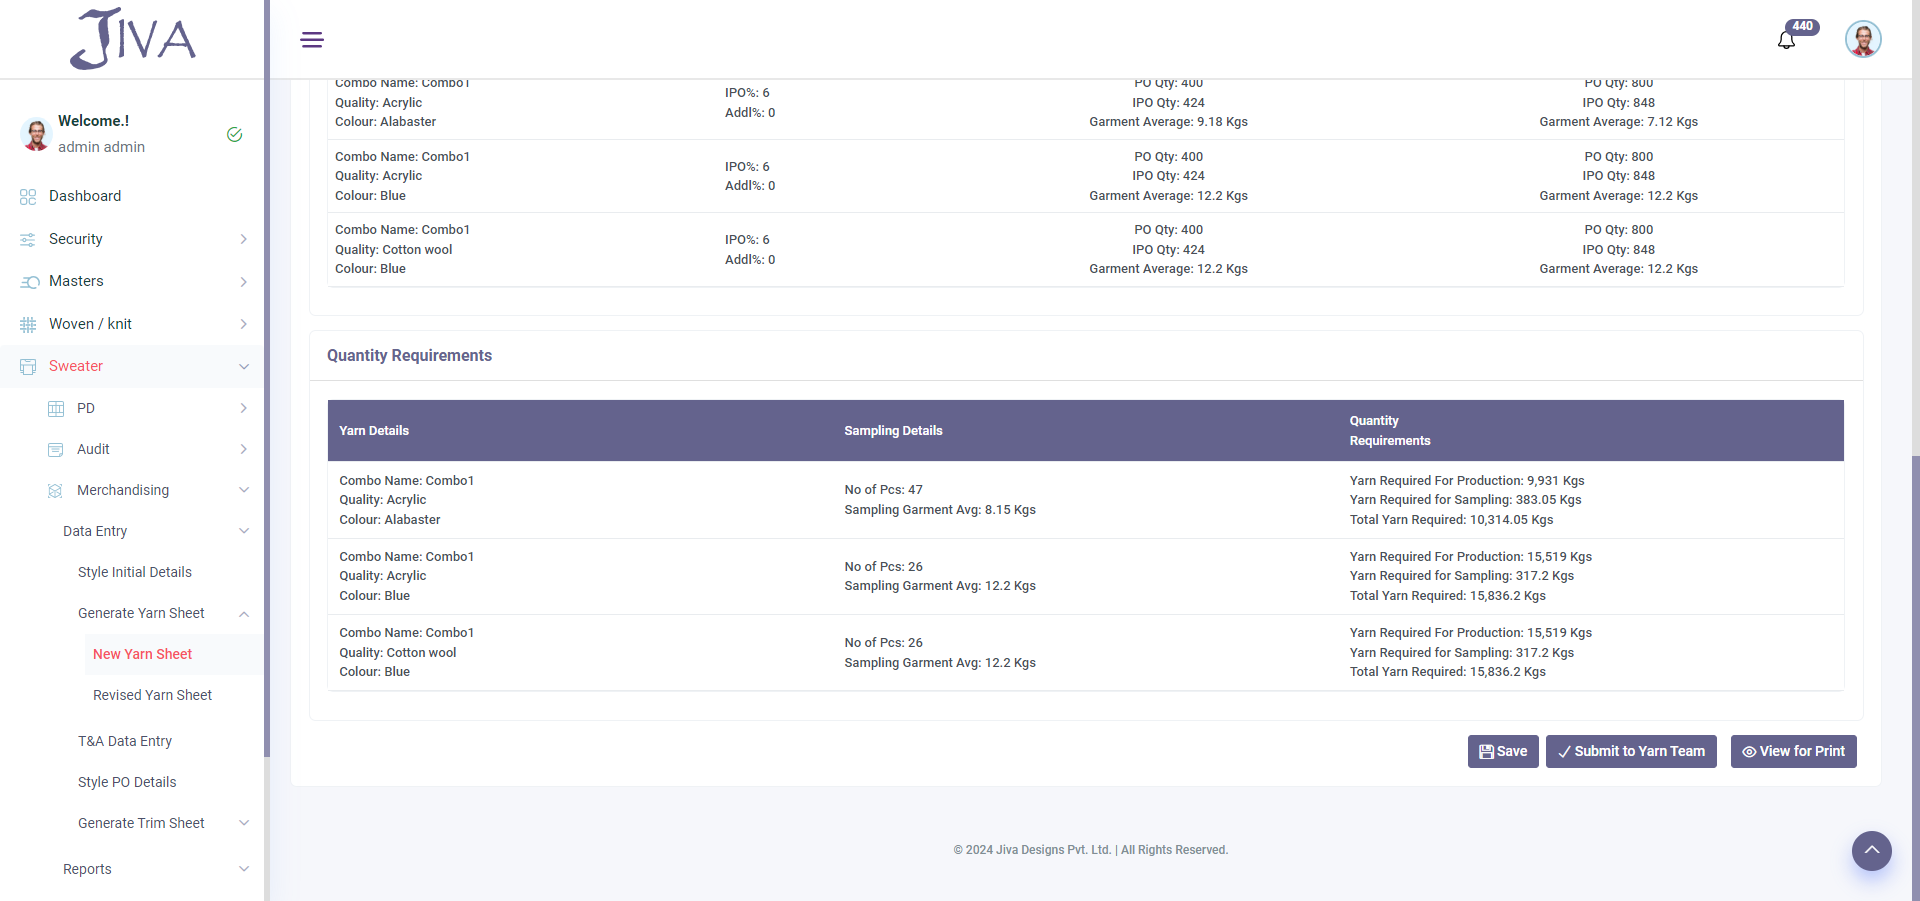 JIVA
440
Welcome.!
admin admin
Dashboard
Security
Masters
Woven / knit
Sweater
PD
Audit
Merchandising
Data Entry
Style Initial Details
Generate Yarn Sheet
New Yarn Sheet
Revised Yarn Sheet
T&A Data Entry
Style PO Details
Generate Trim Sheet
Reports
Combo Name: Combo1
Quality: Acrylic
Colour: Alabaster
IPO%: 6
Addl%: 0
PO Qty: 400
IPO Qty: 424
Garment Average: 9.18 Kgs
PO Qty: 800
IPO Qty: 848
Garment Average: 7.12 Kgs
Combo Name: Combo1
Quality: Acrylic
Colour: Blue
IPO%: 6
Addl%: 0
PO Qty: 400
IPO Qty: 424
Garment Average: 12.2 Kgs
PO Qty: 800
IPO Qty: 848
Garment Average: 12.2 Kgs
Combo Name: Combo1
Quality: Cotton wool
Colour: Blue
IPO%: 6
Addl%: 0
PO Qty: 400
IPO Qty: 424
Garment Average: 12.2 Kgs
PO Qty: 800
IPO Qty: 848
Garment Average: 12.2 Kgs
Quantity Requirements
Yarn Details
Sampling Details
Quantity
Requirements
Combo Name: Combo1
Quality: Acrylic
Colour: Alabaster
No of Pcs: 47
Sampling Garment Avg: 8.15 Kgs
Yarn Required For Production: 9,931 Kgs
Yarn Required for Sampling: 383.05 Kgs
Total Yarn Required: 10,314.05 Kgs
Combo Name: Combo1
Quality: Acrylic
Colour: Blue
No of Pcs: 26
Sampling Garment Avg: 12.2 Kgs
Yarn Required For Production: 15,519 Kgs
Yarn Required for Sampling: 317.2 Kgs
Total Yarn Required: 15,836.2 Kgs
Combo Name: Combo1
Quality: Cotton wool
Colour: Blue
No of Pcs: 26
Sampling Garment Avg: 12.2 Kgs
Yarn Required For Production: 15,519 Kgs
Yarn Required for Sampling: 317.2 Kgs
Total Yarn Required: 15,836.2 Kgs
Save
Submit to Yarn Team
View for Print
© 2024 Jiva Designs Pvt. Ltd. | All Rights Reserved.